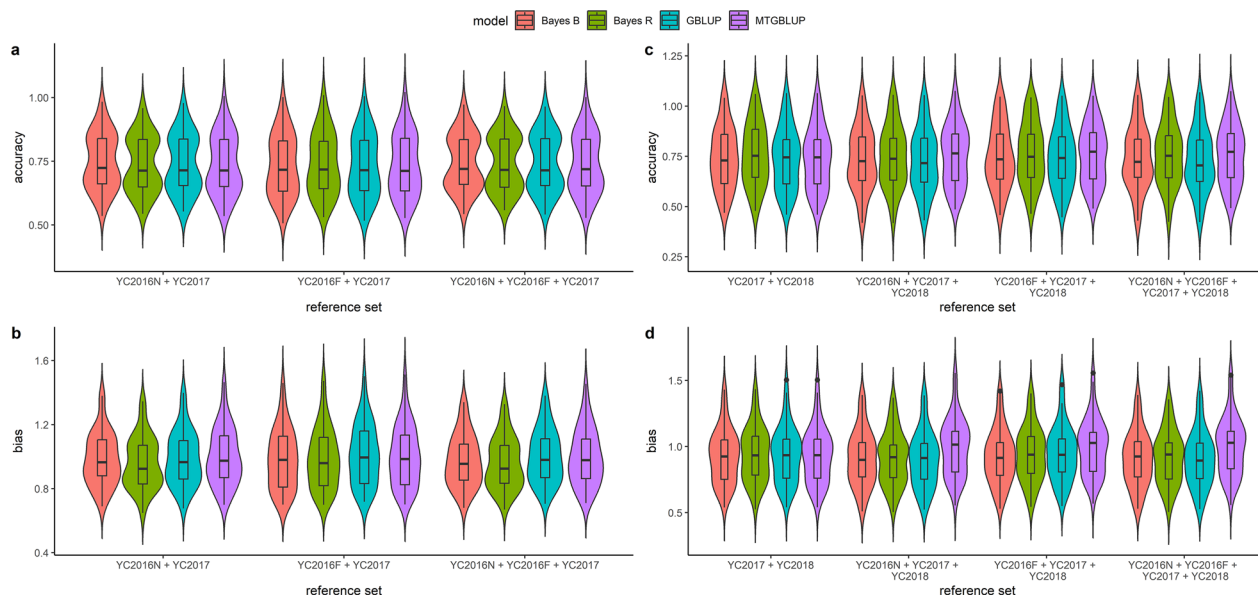 model Bayes B Bayes R GBLUP MTGBLUP
a
1.00
0.75
0.50
accuracy
YC2016N + YC2017
YC2016F + YC2017
YC2016N + YC2016F + YC2017
reference set
b
1.6
1.2
0.8
0.4
bias
YC2016N + YC2017
YC2016F + YC2017
YC2016N + YC2016F + YC2017
reference set
c
1.25
1.00
0.75
0.50
0.25
accuracy
YC2017 + YC2018
YC2016N + YC2017 +
YC2018
YC2016F + YC2017 +
YC2018
YC2016N + YC2016F +
YC2017 + YC2018
reference set
d
1.5
1.0
0.5
bias
YC2017 + YC2018
YC2016N + YC2017 +
YC2018
YC2016F + YC2017 +
YC2018
YC2016N + YC2016F +
YC2017 + YC2018
reference set